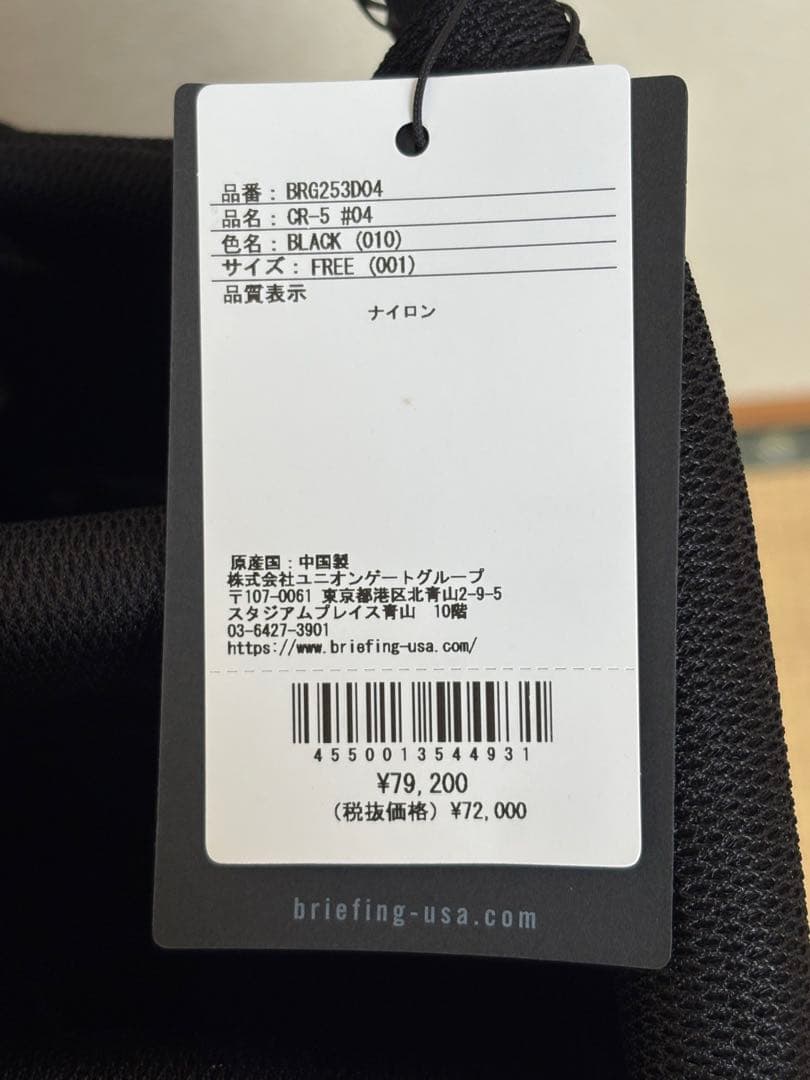 品番：BRG253D04
品名：CR-5 #04
色名：BLACK (010)
サイズ：FREE (001)
品質表示
ナイロン
原産国：中国製
株式会社ユニオンゲートグループ
〒107-0061 東京都港区北青山2-9-5
スタジアムプレイス青山　10階
03-6427-3901
https://www.briefing-usa.com/
4550013544931
¥79,200
(税抜価格) ¥72,000
briefing-usa.com